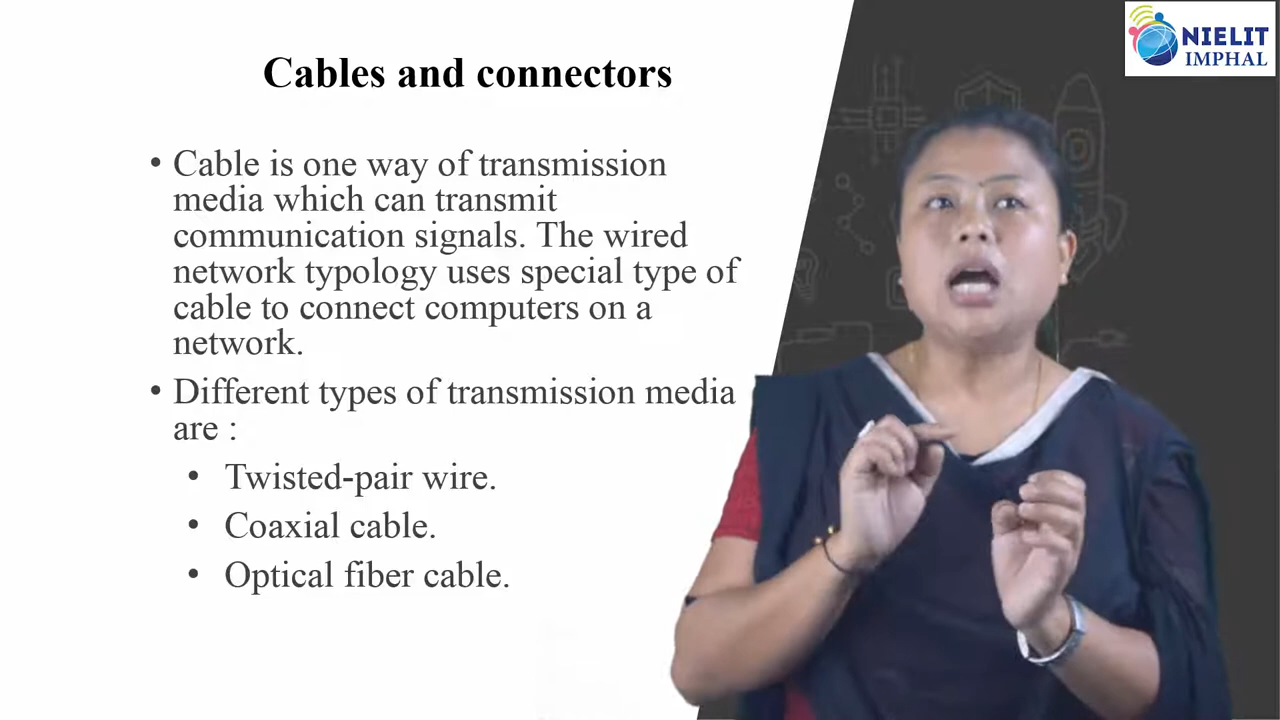 Cables and connectors
• Cable is one way of transmission
media which can transmit
communication signals. The wired
network typology uses special type of
cable to connect computers on a
network.
• Different types of transmission media
are :
• Twisted-pair wire.
• Coaxial cable.
• Optical fiber cable.
NIELIT
IMPHAL